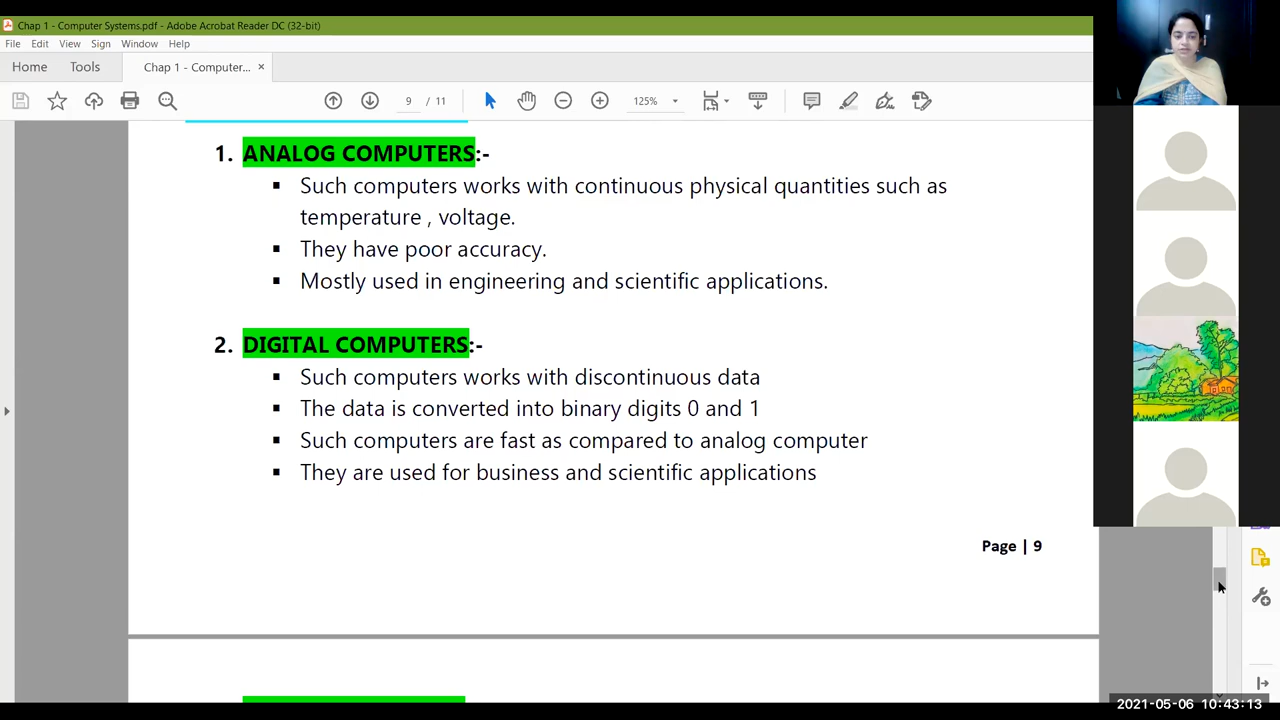 Chap 1 - Computer Systems.pdf - Adobe Acrobat Reader DC (32-bit)
File Edit View Sign Window Help
Home Tools Chap 1 - Computer... ×
9 / 11 125%
1. ANALOG COMPUTERS:-
▪ Such computers works with continuous physical quantities such as
temperature , voltage.
▪ They have poor accuracy.
▪ Mostly used in engineering and scientific applications.
2. DIGITAL COMPUTERS:-
▪ Such computers works with discontinuous data
▪ The data is converted into binary digits 0 and 1
▪ Such computers are fast as compared to analog computer
▪ They are used for business and scientific applications
Page | 9
2021-05-06 10:43:13